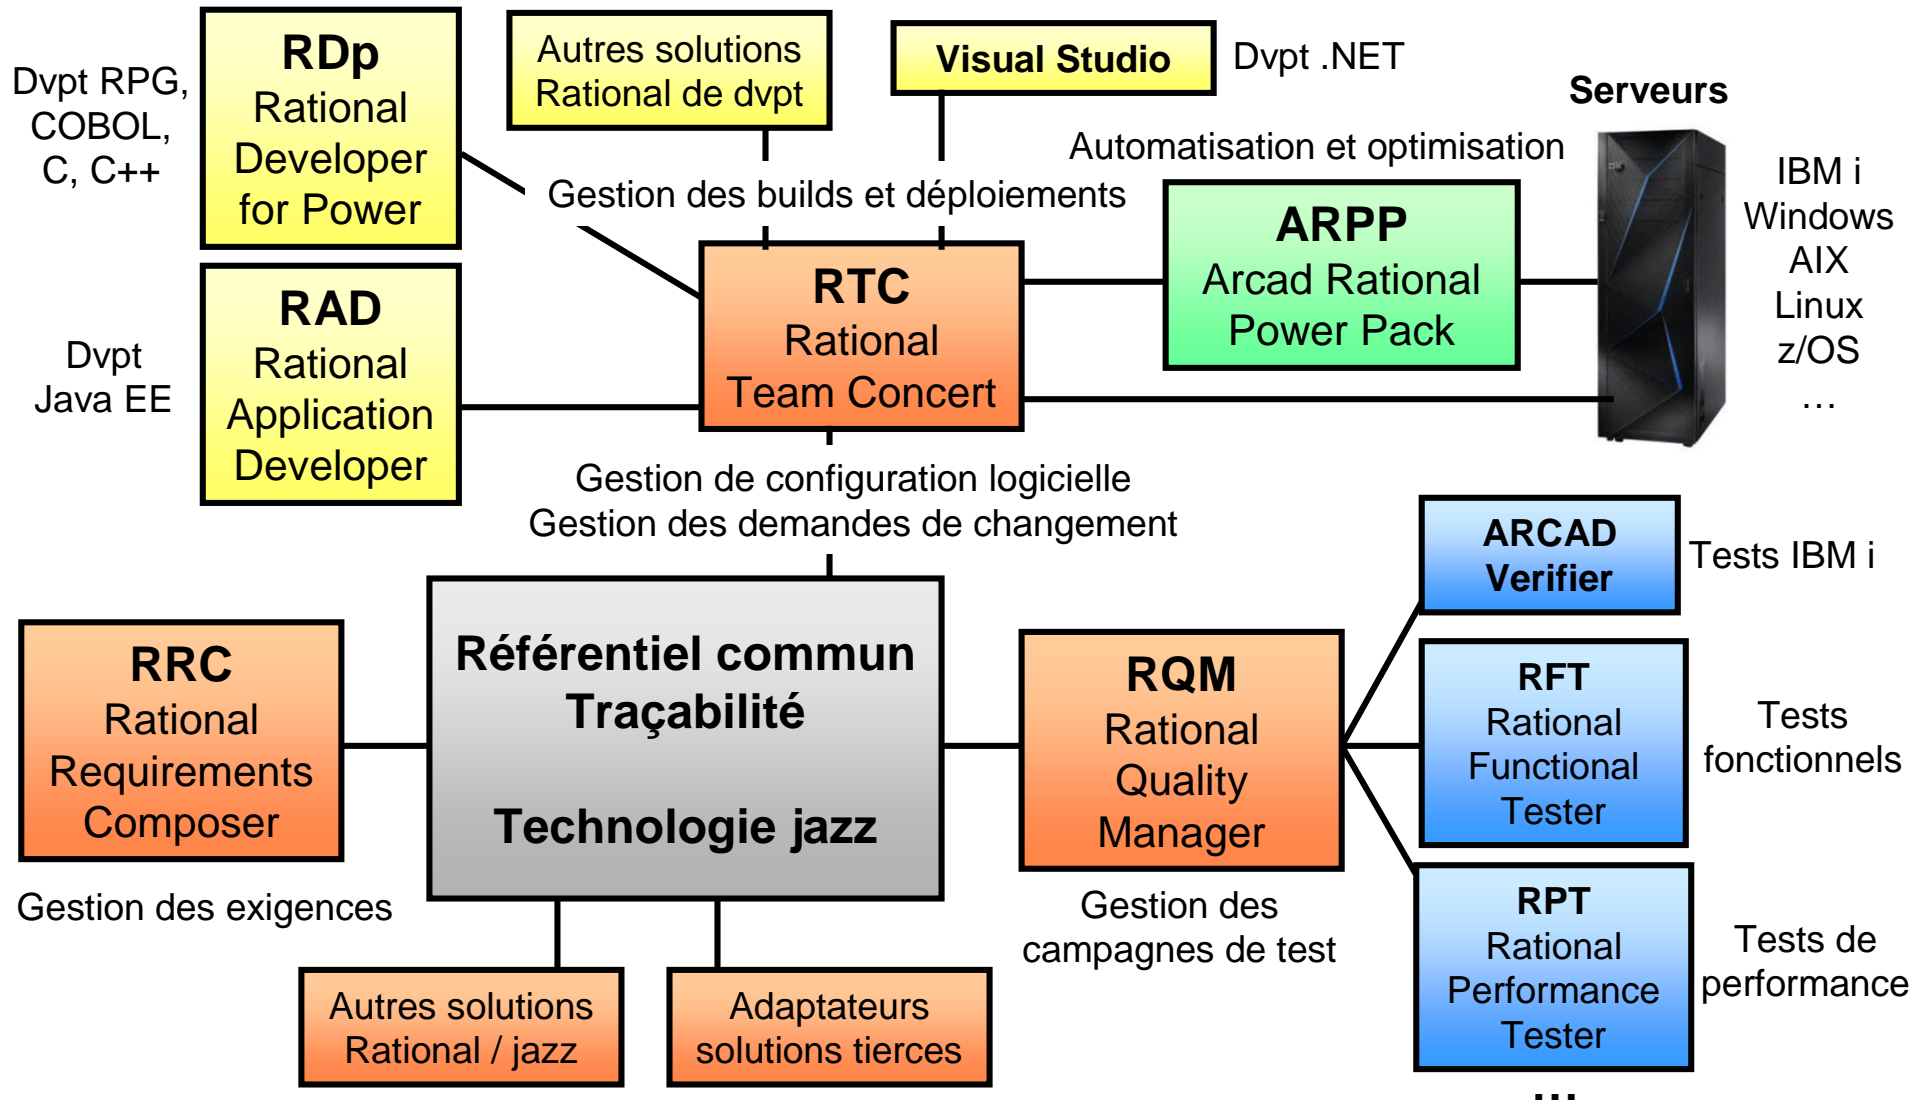 Dvpt RPG,
COBOL,
C, C++
RDp
Rational
Developer
for Power
Autres solutions
Rational de dvpt
Visual Studio
Dvpt .NET
Serveurs
Automatisation et optimisation
Gestion des builds et déploiements
IBM i
Windows
AIX
Linux
z/OS
…
Dvpt
Java EE
RAD
Rational
Application
Developer
RTC
Rational
Team Concert
ARPP
Arcad Rational
Power Pack
Gestion de configuration logicielle
Gestion des demandes de changement
RRC
Rational
Requirements
Composer
Gestion des exigences
Référentiel commun
Traçabilité
Technologie jazz
RQM
Rational
Quality
Manager
Gestion des
campagnes de test
ARCAD
Verifier
Tests IBM i
RFT
Rational
Functional
Tester
Tests
fonctionnels
RPT
Rational
Performance
Tester
Tests de
performance
Autres solutions
Rational / jazz
Adaptateurs
solutions tierces
...